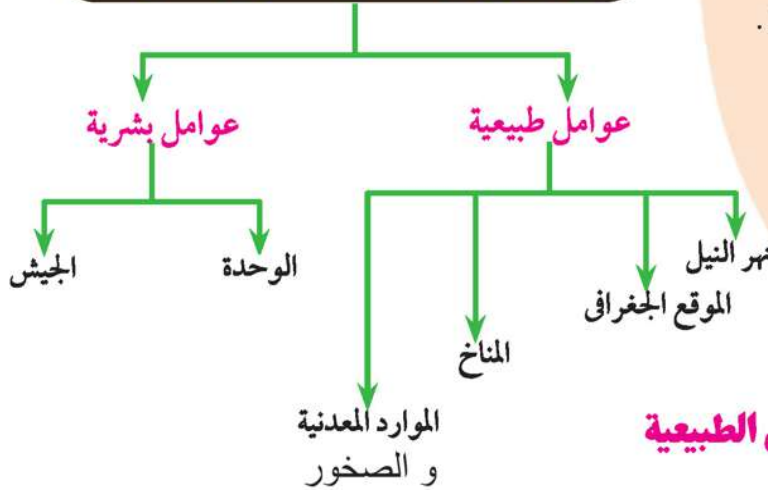 عوامل طبيعية
عوامل بشرية
نهر النيل
الموقع الجغرافى
المناخ
الموارد المعدنية
و الصخور
الوحدة
الجيش
الطبيعية